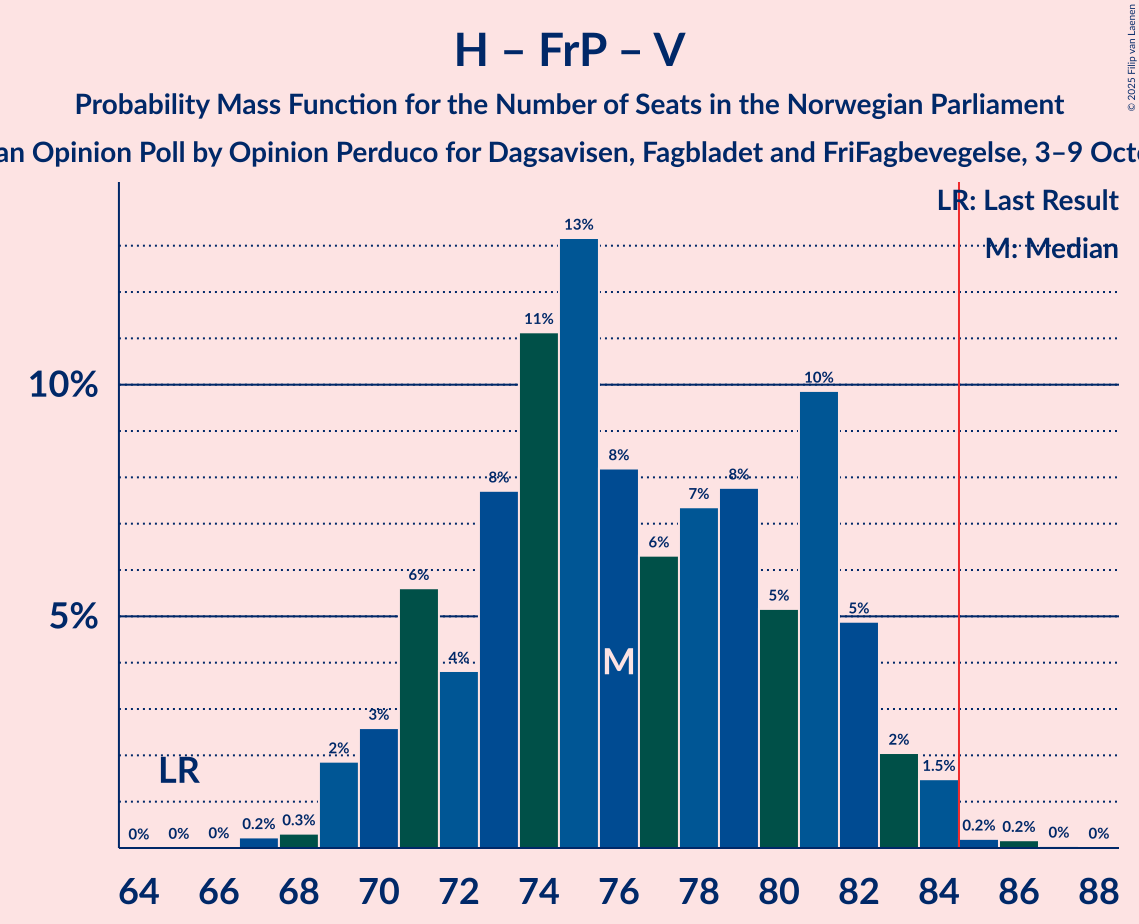 H – FrP – V
Probability Mass Function for the Number of Seats in the Norwegian Parliament
an Opinion Poll by Opinion Perduco for Dagsavisen, Fagbladet and FriFagbevegelse, 3–9 Octo
© 2025 Filip van Laenen
LR: Last Result
M: Median
13%
11%
10%
10%
8%
8%
8%
7%
6%
6%
5%
5%
5%
4%
M
3%
2%
2%
LR
1.5%
0% 0% 0% 0.2% 0.3% 0.2% 0.2% 0% 0%
64 66 68 70 72 74 76 78 80 82 84 86 88